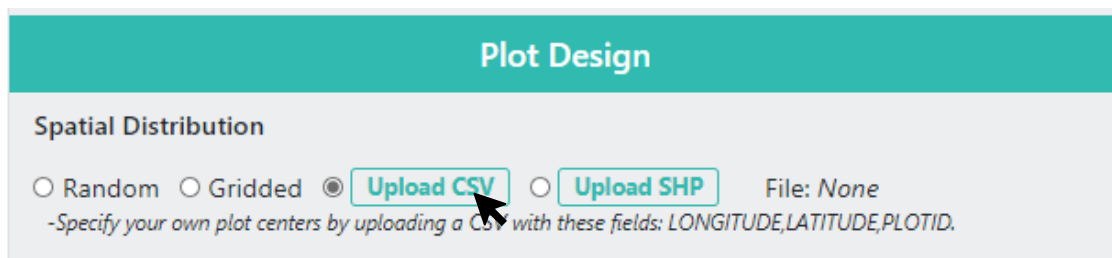 Plot Design
Spatial Distribution
Random Gridded Upload CSV Upload SHP File: None
-Specify your own plot centers by uploading a CSV with these fields: LONGITUDE,LATITUDE,PLOTID.